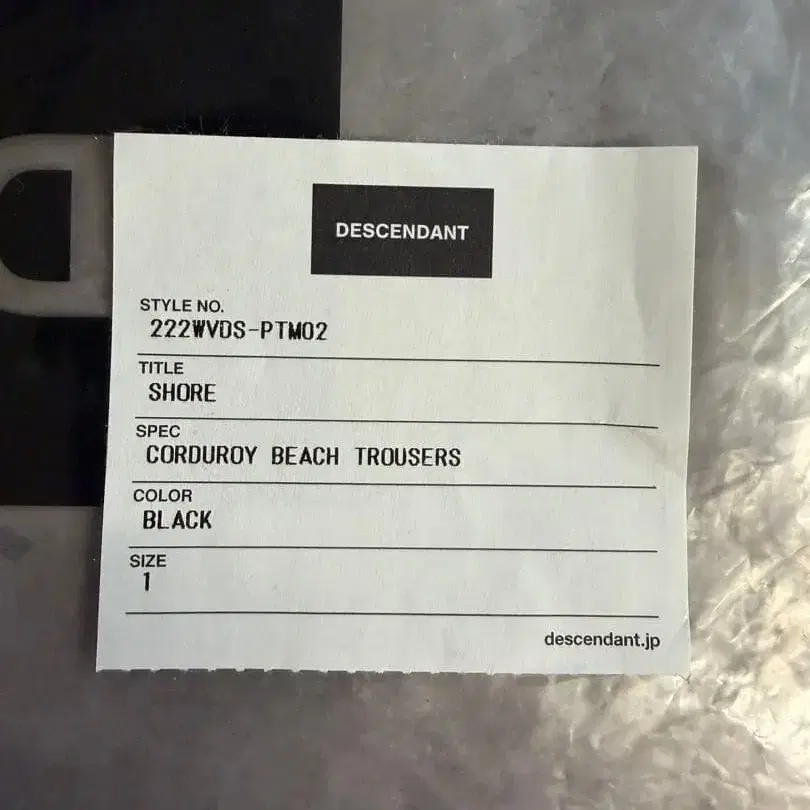 DESCENDANT
STYLE NO.
222WVDS-PTM02
TITLE
SHORE
SPEC
CORDUROY BEACH TROUSERS
COLOR
BLACK
SIZE
1
descendant.jp